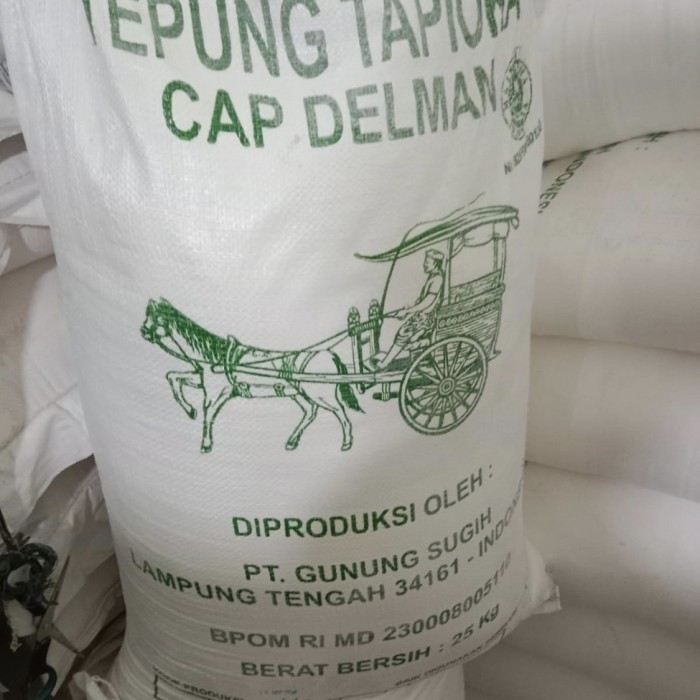 TEPUNG TAPIOKA
CAP DELMAN
DIPRODUKSI OLEH :
PT. GUNUNG SUGIH
LAMPUNG TENGAH 34161 - INDONE
BPOM RI MD 230008005110
BERAT BERSIH : 25 Kg